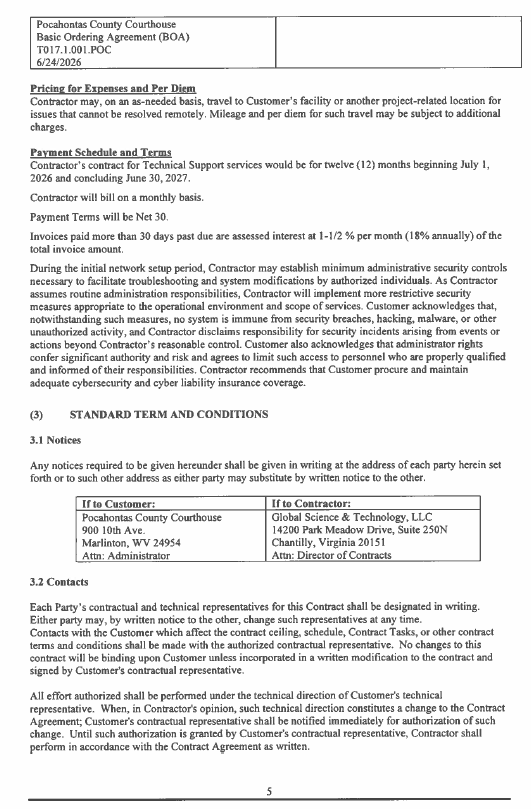 Pocahontas County Courthouse
Basic Ordering Agreement (BOA)
T017.1.001.POC
6/24/2026
Pricing for Expenses and Per Diem
Contractor may, on an as-needed basis, travel to Customer's facility or another project-related location for
issues that cannot be resolved remotely. Mileage and per diem for such travel may be subject to additional
charges.
Payment Schedule and Terms
Contractor's contract for Technical Support services would be for twelve (12) months beginning July 1,
2026 and concluding June 30, 2027.
Contractor will bill on a monthly basis.
Payment Terms will be Net 30.
Invoices paid more than 30 days past due are assessed interest at 1-1/2 % per month (18% annually) of the
total invoice amount.
During the initial network setup period, Contractor may establish minimum administrative security controls
necessary to facilitate troubleshooting and system modifications by authorized individuals. As Contractor
assumes routine administration responsibilities, Contractor will implement more restrictive security
measures appropriate to the operational environment and scope of services. Customer acknowledges that,
notwithstanding such measures, no system is immune from security breaches, hacking, malware, or other
unauthorized activity, and Contractor disclaims responsibility for security incidents arising from events or
actions beyond Contractor's reasonable control. Customer also acknowledges that administrator rights
confer significant authority and risk and agrees to limit such access to personnel who are properly qualified
and informed of their responsibilities. Contractor recommends that Customer procure and maintain
adequate cybersecurity and cyber liability insurance coverage.
(3) STANDARD TERM AND CONDITIONS
3.1 Notices
Any notices required to be given hereunder shall be given in writing at the address of each party herein set
forth or to such other address as either party may substitute by written notice to the other.
If to Customer: If to Contractor:
Pocahontas County Courthouse Global Science & Technology, LLC
900 10th Ave. 14200 Park Meadow Drive, Suite 250N
Marlinton, WV 24954 Chantilly, Virginia 20151
Attn: Administrator Attn: Director of Contracts
3.2 Contacts
Each Party's contractual and technical representatives for this Contract shall be designated in writing.
Either party may, by written notice to the other, change such representatives at any time.
Contacts with the Customer which affect the contract ceiling, schedule, Contract Tasks, or other contract
terms and conditions shall be made with the authorized contractual representative. No changes to this
contract will be binding upon Customer unless incorporated in a written modification to the contract and
signed by Customer's contractual representative.
All effort authorized shall be performed under the technical direction of Customer's technical
representative. When, in Contractor's opinion, such technical direction constitutes a change to the Contract
Agreement; Customer's contractual representative shall be notified immediately for authorization of such
change. Until such authorization is granted by Customer's contractual representative, Contractor shall
perform in accordance with the Contract Agreement as written.
5